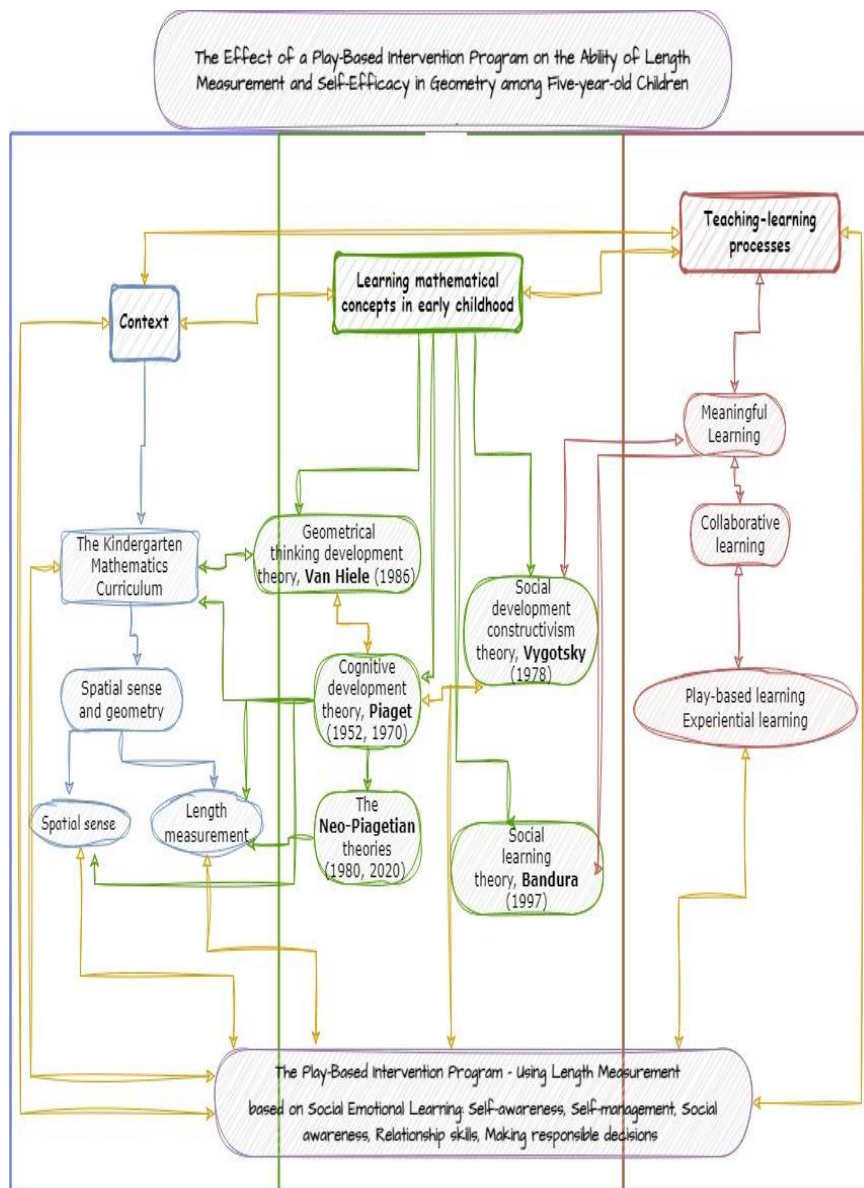 The Effect of a Play-Based Intervention Program on the Ability of Length
Measurement and Self-Efficacy in Geometry among Five-year-old Children
Teaching-learning
processes
Learning mathematical
concepts in early childhood
Context
Meaningful
Learning
Collaborative
learning
Geometrical
thinking development
theory, Van Hiele (1986)
The Kindergarten
Mathematics
Curriculum
Social
development
constructivism
theory, Vygotsky
(1978)
Cognitive
development
theory, Piaget
(1952, 1970)
Spatial sense
and geometry
Play-based learning
Experiential learning
Spatial sense
Length
measurement
The
Neo-Piagetian
theories
(1980, 2020)
Social
learning
theory, Bandura
(1997)
The Play-Based Intervention Program - Using Length Measurement
based on Social Emotional Learning: Self-awareness, Self-management, Social
awareness, Relationship skills, Making responsible decisions